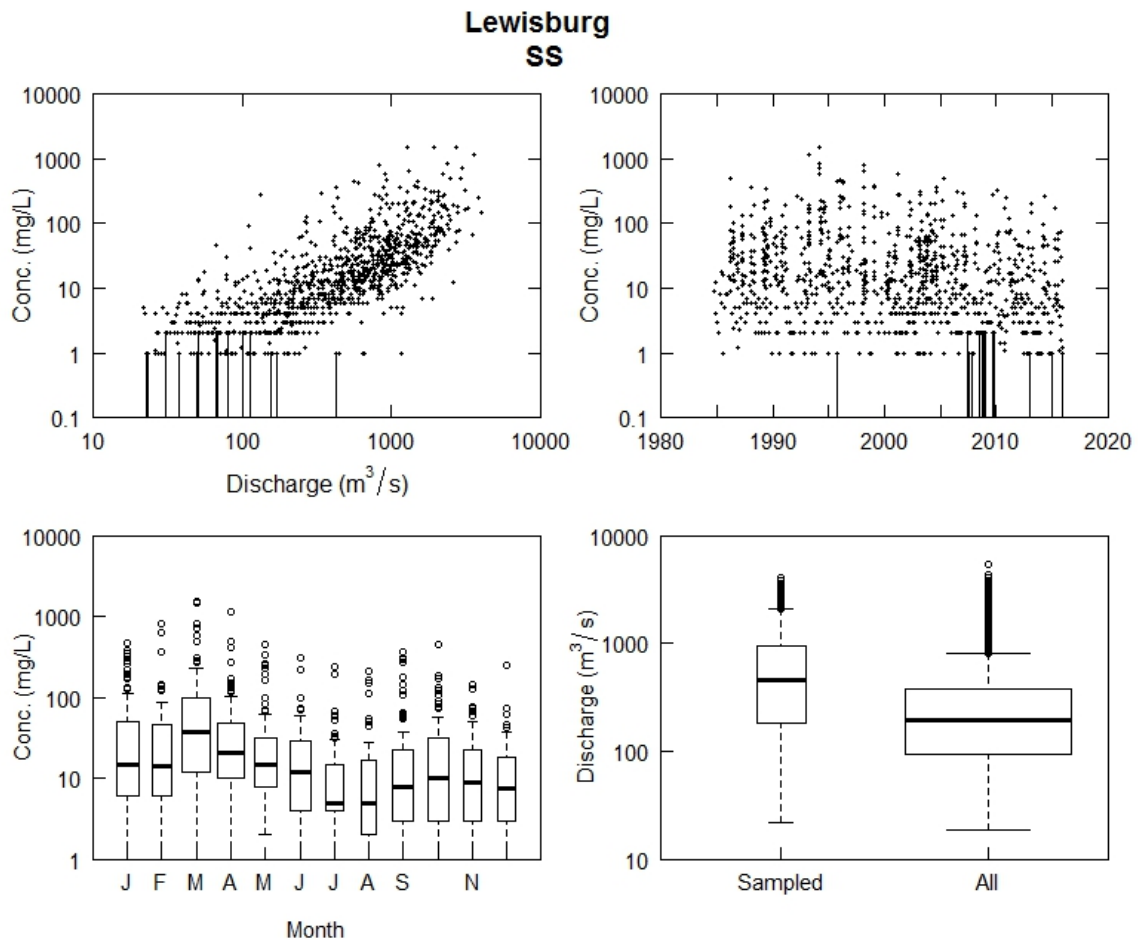 Lewisburg
SS
10000
1000
100
10
1
0.1
Conc. (mg/L)
10 100 1000 10000
Discharge (m³/s)
10000
1000
100
10
1
0.1
Conc. (mg/L)
1980 1990 2000 2010 2020
10000
1000
100
10
1
Conc. (mg/L)
J F M A M J J A S N
Month
10000
1000
100
10
Discharge (m³/s)
Sampled All